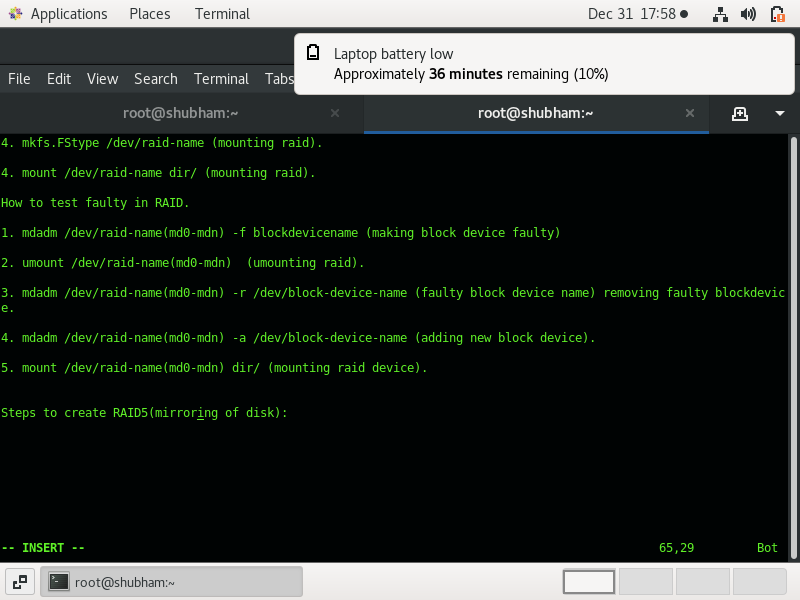 Applications Places Terminal Dec 31 17:58
Laptop battery low
Approximately 36 minutes remaining (10%)
File Edit View Search Terminal Tabs
root@shubham:~ root@shubham:~
4. mkfs.FStype /dev/raid-name (mounting raid).
4. mount /dev/raid-name dir/ (mounting raid).
How to test faulty in RAID.
1. mdadm /dev/raid-name(md0-mdn) -f blockdevicename (making block device faulty)
2. umount /dev/raid-name(md0-mdn)  (umounting raid).
3. mdadm /dev/raid-name(md0-mdn) -r /dev/block-device-name (faulty block device name) removing faulty blockdevic
e.
4. mdadm /dev/raid-name(md0-mdn) -a /dev/block-device-name (adding new block device).
5. mount /dev/raid-name(md0-mdn) dir/ (mounting raid device).
Steps to create RAID5(mirroring of disk):
-- INSERT -- 65,29 Bot
root@shubham:~